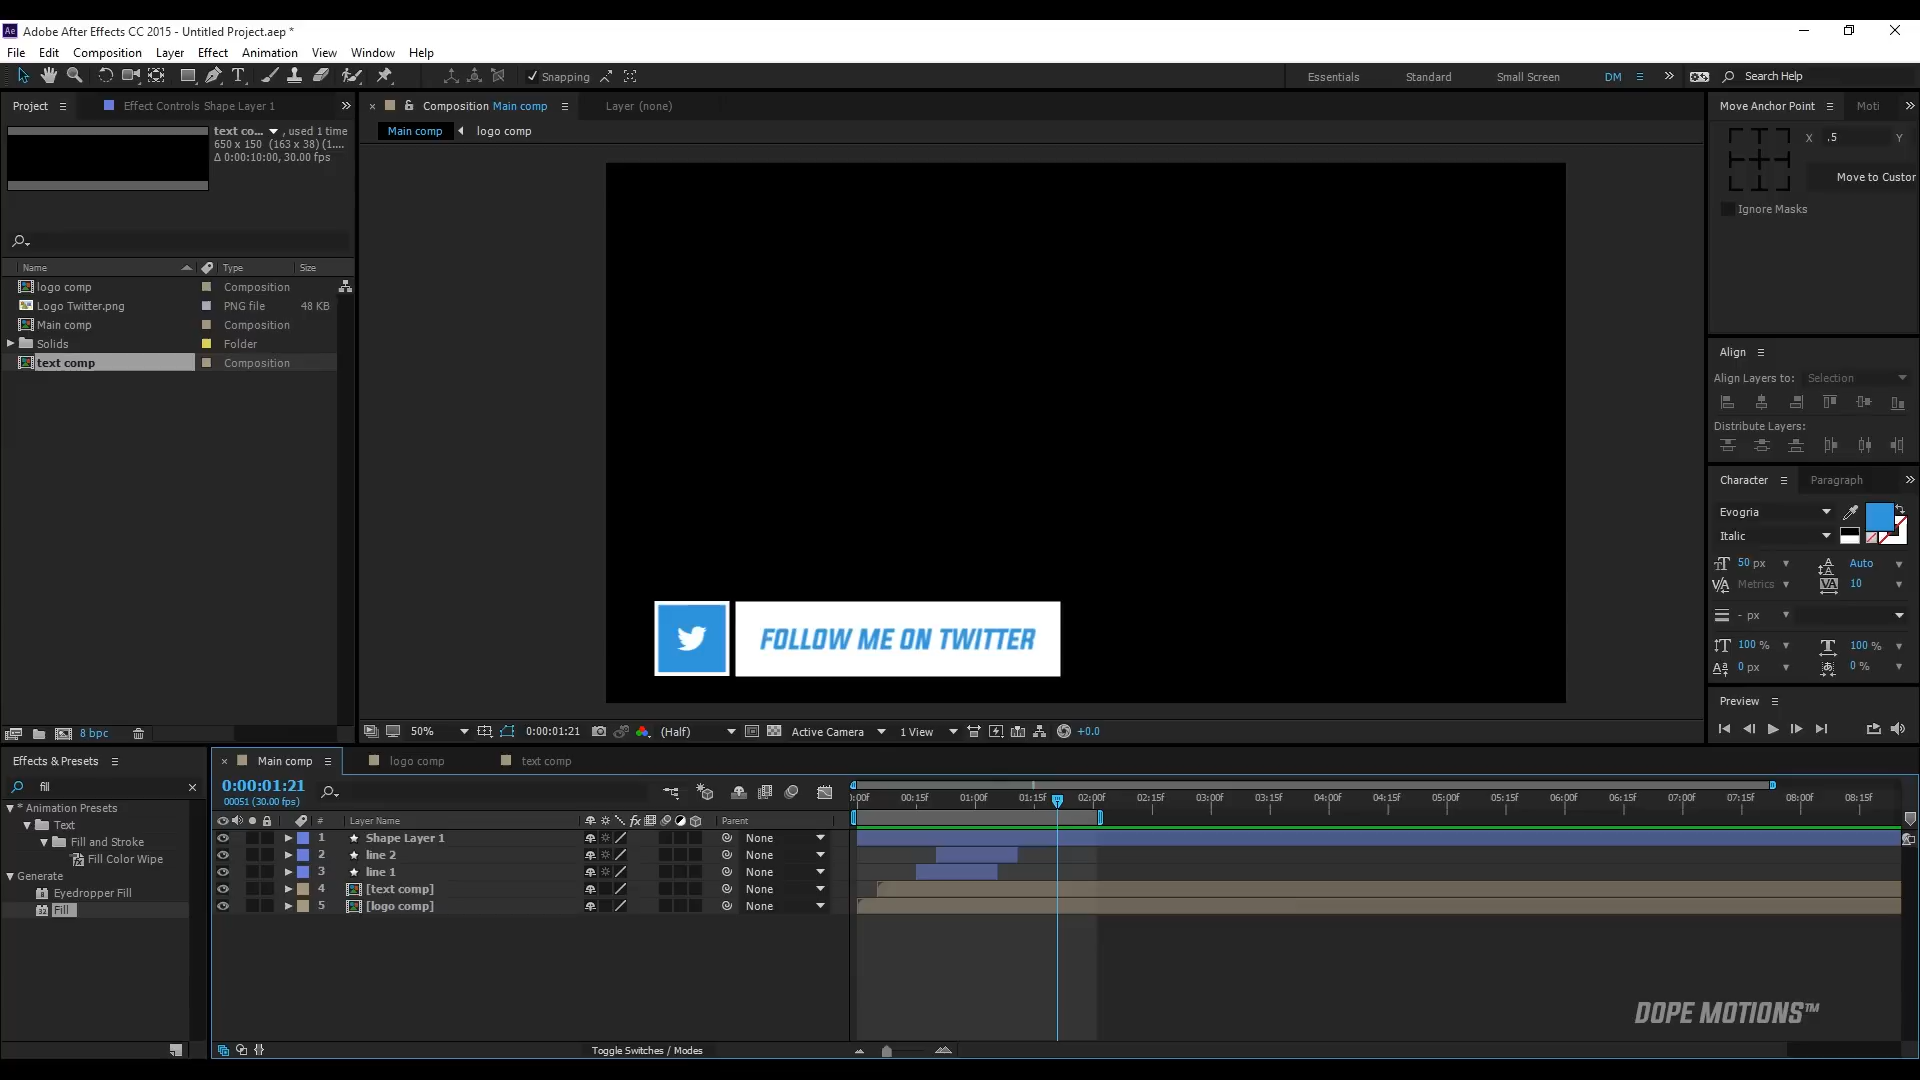 Ae Adobe After Effects CC 2015 - Untitled Project.aep *
File Edit Composition Layer Effect Animation View Window Help
Snapping Essentials Standard Small Screen DM Search Help
Project Effect Controls Shape Layer 1 Composition Main comp Layer (none) Move Anchor Point Moti
Main comp logo comp
text co... , used 1 time
650 x 150 (163 x 38) (1....
Δ 0:00:10:00, 30.00 fps
X .5 Y
Move to Custor
Ignore Masks
Name Type Size
logo comp Composition
Logo Twitter.png PNG file 48 KB
Main comp Composition
Solids Folder
text comp Composition
Align
Align Layers to: Selection
Distribute Layers:
Character Paragraph
Evogria
Italic
50 px Auto
Metrics 10
- px
100 % 100 %
0 px 0 %
FOLLOW ME ON TWITTER
Preview
8 bpc
50% 0:00:01:21 (Half) Active Camera 1 View +0.0
Effects & Presets
fill
* Animation Presets
Text
Fill and Stroke
Fill Color Wipe
Generate
Eyedropper Fill
Fill
Main comp logo comp text comp
0:00:01:21
00051 (30.00 fps)
:00f 00:15f 01:00f 01:15f 02:00f 02:15f 03:00f 03:15f 04:00f 04:15f 05:00f 05:15f 06:00f 06:15f 07:00f 07:15f 08:00f 08:15f
# Layer Name fx Parent
1 Shape Layer 1 None
2 line 2 None
3 line 1 None
4 [text comp] None
5 [logo comp] None
DOPE MOTIONS™
Toggle Switches / Modes